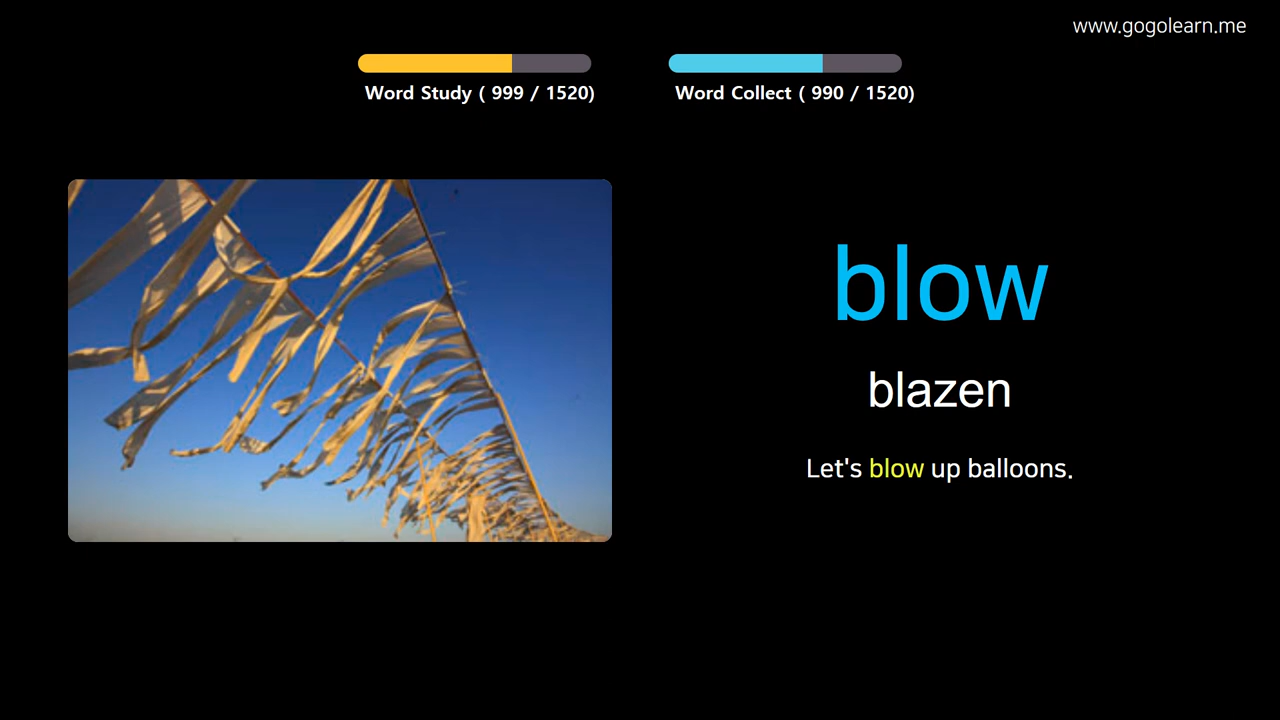 www.gogolearn.me
Word Study ( 999 / 1520)
Word Collect ( 990 / 1520)
blow
blazen
Let's blow up balloons.